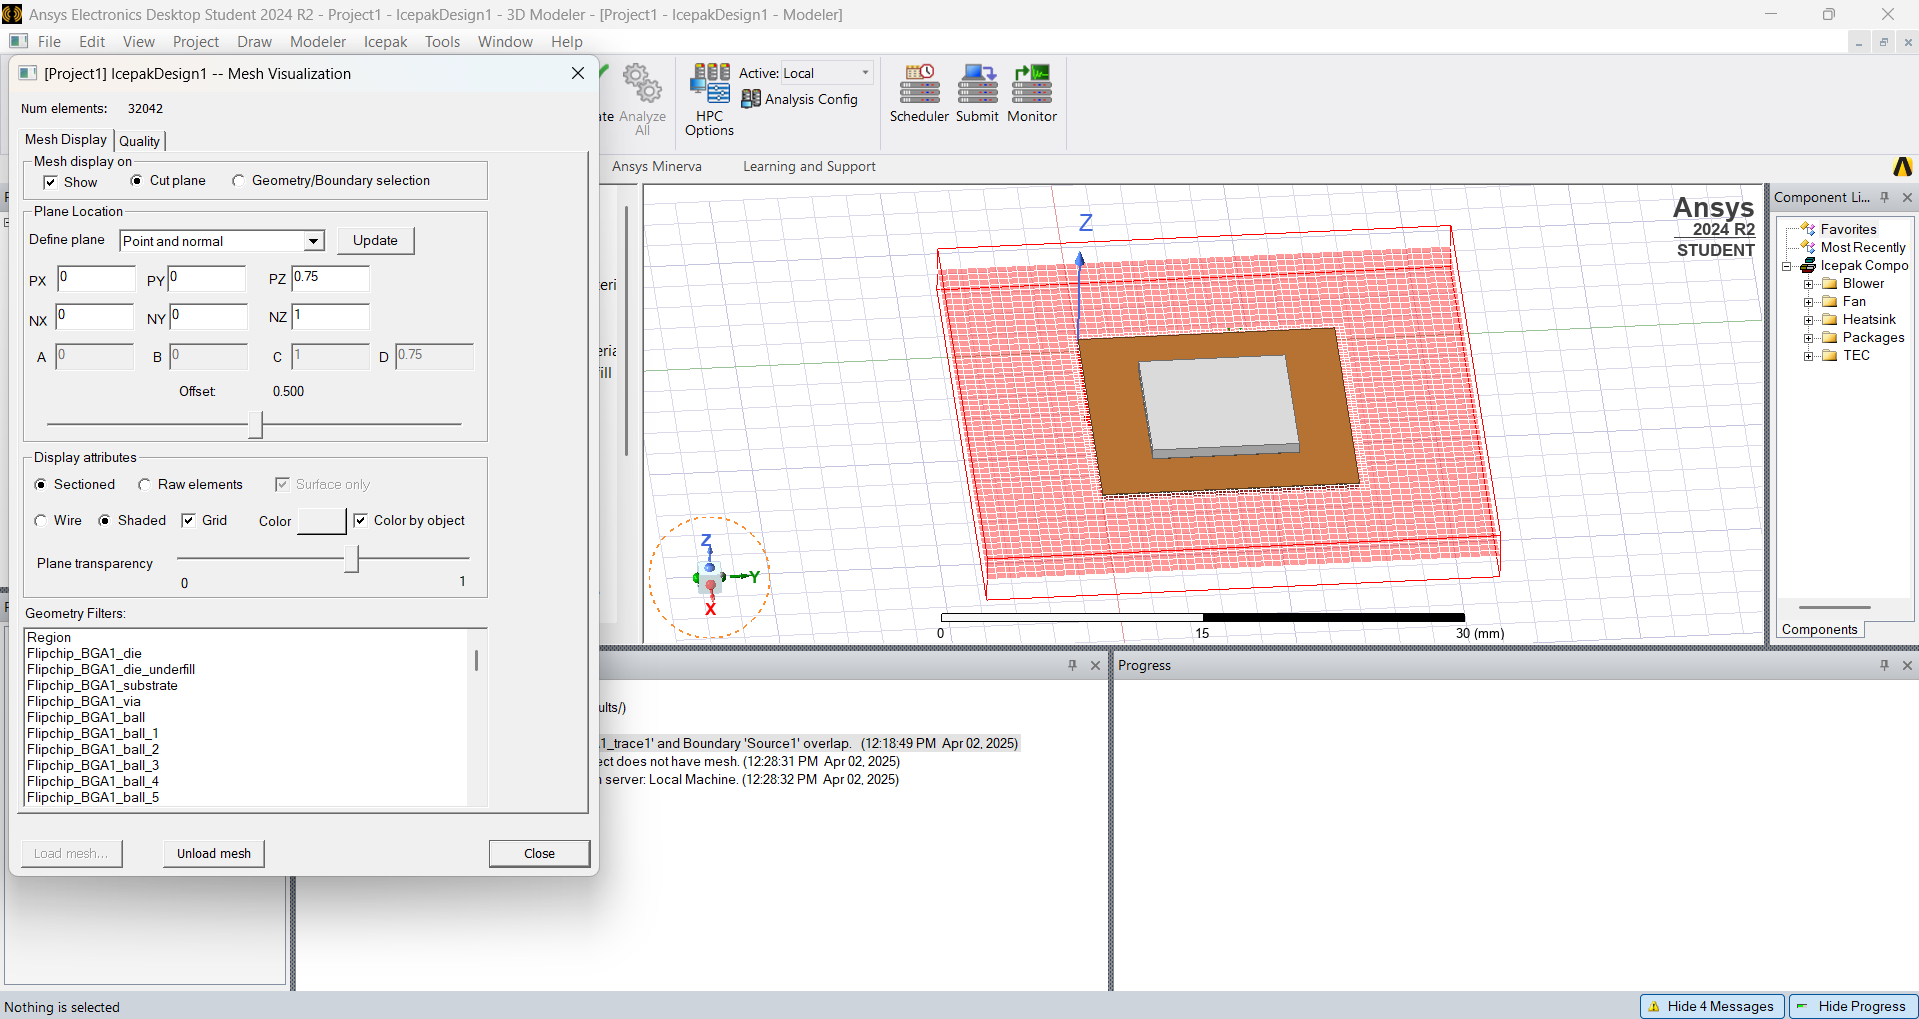 Ansys Electronics Desktop Student 2024 R2 - Project1 - IcepakDesign1 - 3D Modeler - [Project1 - IcepakDesign1 - Modeler]
File Edit View Project Draw Modeler Icepak Tools Window Help
[Project1] IcepakDesign1 -- Mesh Visualization
Num elements: 32042
Mesh Display Quality
Mesh display on
Show Cut plane Geometry/Boundary selection
Plane Location
Define plane Point and normal Update
PX 0 PY 0 PZ 0.75
NX 0 NY 0 NZ 1
A 0 B 0 C 1 D 0.75
Offset: 0.500
Display attributes
Sectioned Raw elements Surface only
Wire Shaded Grid Color Color by object
Plane transparency
0 1
Geometry Filters:
Region
Flipchip_BGA1_die
Flipchip_BGA1_die_underfill
Flipchip_BGA1_substrate
Flipchip_BGA1_via
Flipchip_BGA1_ball
Flipchip_BGA1_ball_1
Flipchip_BGA1_ball_2
Flipchip_BGA1_ball_3
Flipchip_BGA1_ball_4
Flipchip_BGA1_ball_5
Load mesh... Unload mesh Close
ate Analyze All
HPC Options
Active: Local
Analysis Config
Scheduler Submit Monitor
Ansys Minerva Learning and Support
eri
eria
ill
Z
Ansys
2024 R2
STUDENT
Z
Y
X
0 15 30 (mm)
Component Li...
Favorites
Most Recently
Icepak Compo
Blower
Fan
Heatsink
Packages
TEC
Components
ults/)
1_trace1' and Boundary 'Source1' overlap. (12:18:49 PM Apr 02, 2025)
ect does not have mesh. (12:28:31 PM Apr 02, 2025)
server: Local Machine. (12:28:32 PM Apr 02, 2025)
Progress
Nothing is selected
Hide 4 Messages Hide Progress